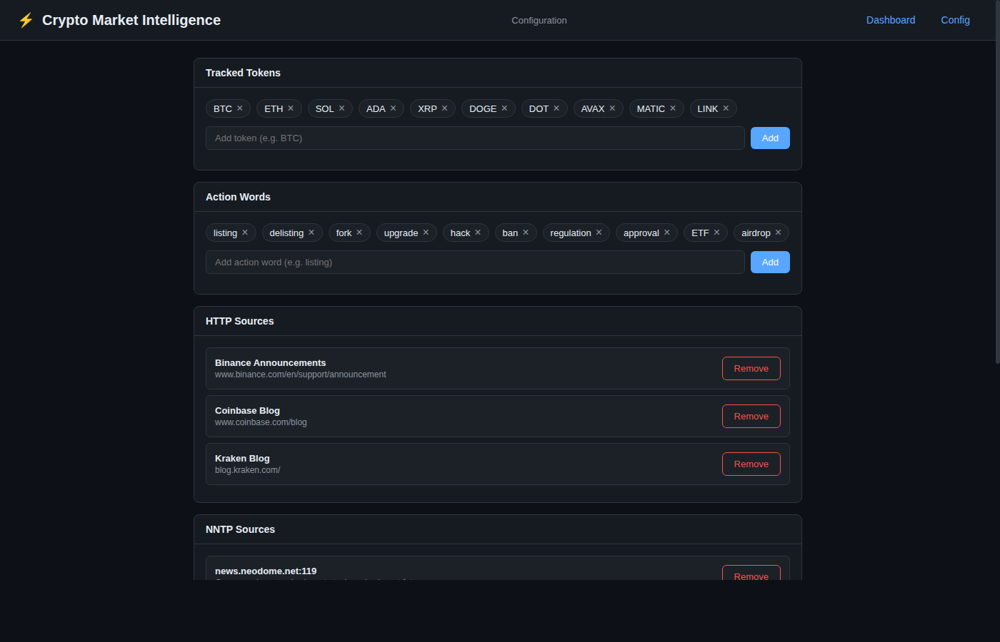 ⚡ Crypto Market Intelligence
Configuration
Dashboard
Config
Tracked Tokens
BTC × ETH × SOL × ADA × XRP × DOGE × DOT × AVAX × MATIC × LINK ×
Add token (e.g. BTC)
Add
Action Words
listing × delisting × fork × upgrade × hack × ban × regulation × approval × ETF × airdrop ×
Add action word (e.g. listing)
Add
HTTP Sources
Binance Announcements
www.binance.com/en/support/announcement
Remove
Coinbase Blog
www.coinbase.com/blog
Remove
Kraken Blog
blog.kraken.com/
Remove
NNTP Sources
news.neodome.net:119
Remove